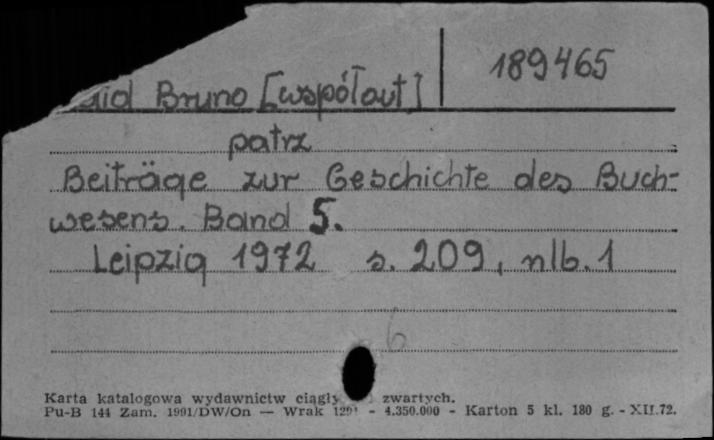 189465
Bruno [współaut]
patrz
Beiträge zur Geschichte des Buch-
wesens. Band 5.
Leipzig 1972 s. 209, nlb. 1
6
Karta katalogowa wydawnictw zwartych.
Pu-B 144 Zam. 1991/DW/On — Wrak - 4.350.000 - Karton 5 kl. 180 g. - XII.72.